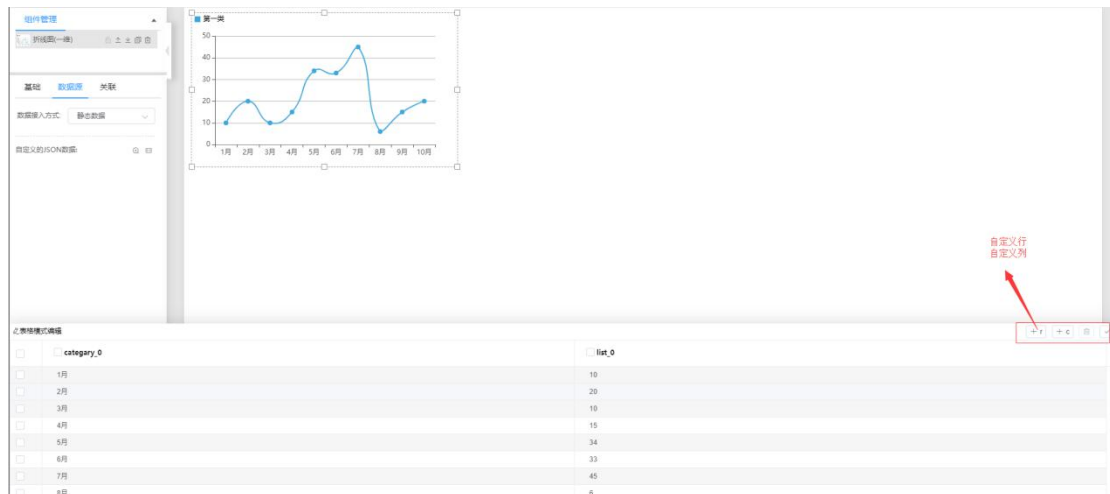 组件管理
折线图(一维)
基础 数据源 关联
数据接入方式: 静态数据
自定义的JSON数据:
第一类
50
40
30
20
10
0
1月 2月 3月 4月 5月 6月 7月 8月 9月 10月
自定义行
自定义列
表格模式编辑
+ r + c
categary_0 list_0
1月 10
2月 20
3月 10
4月 15
5月 34
6月 33
7月 45
8月 6